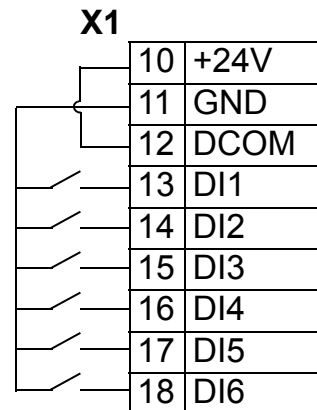 X1
10 +24V
11 GND
12 DCOM
13 DI1
14 DI2
15 DI3
16 DI4
17 DI5
18 DI6